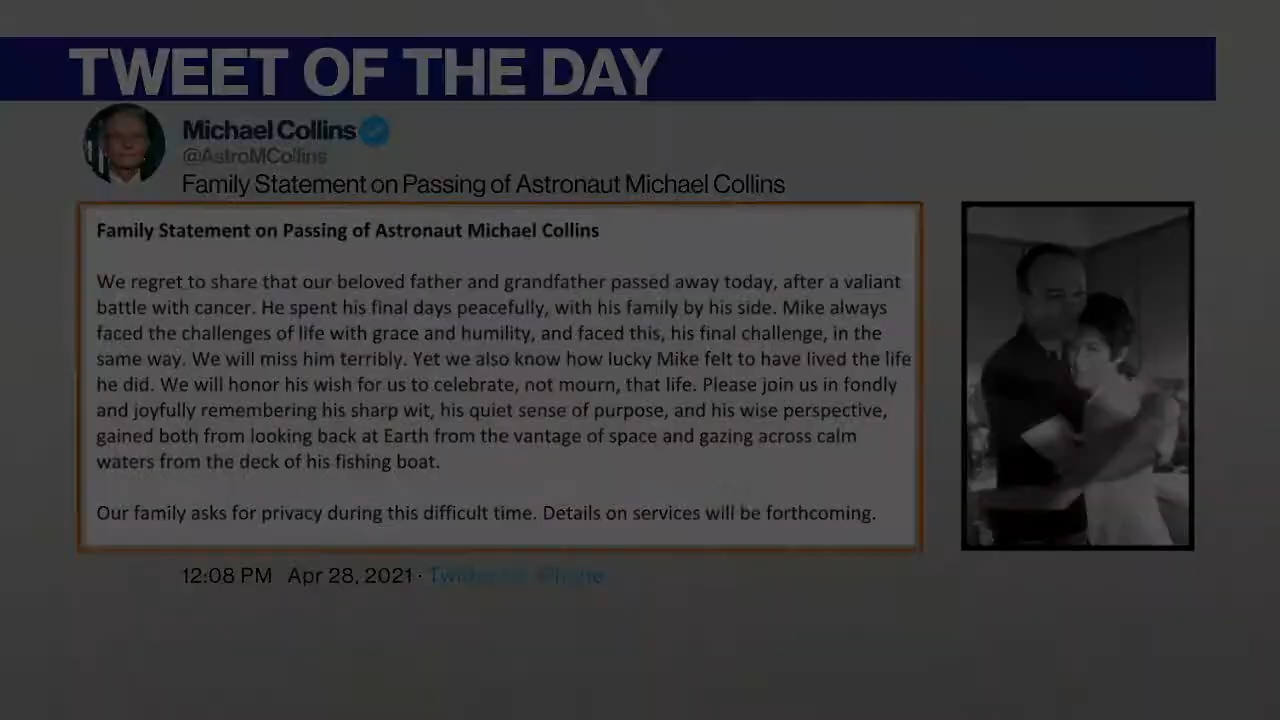 TWEET OF THE DAY
Michael Collins
@AstroMCollins
Family Statement on Passing of Astronaut Michael Collins
Family Statement on Passing of Astronaut Michael Collins
We regret to share that our beloved father and grandfather passed away today, after a valiant
battle with cancer. He spent his final days peacefully, with his family by his side. Mike always
faced the challenges of life with grace and humility, and faced this, his final challenge, in the
same way. We will miss him terribly. Yet we also know how lucky Mike felt to have lived the life
he did. We will honor his wish for us to celebrate, not mourn, that life. Please join us in fondly
and joyfully remembering his sharp wit, his quiet sense of purpose, and his wise perspective,
gained both from looking back at Earth from the vantage of space and gazing across calm
waters from the deck of his fishing boat.
Our family asks for privacy during this difficult time. Details on services will be forthcoming.
12:08 PM Apr 28, 2021 · Twitter for iPhone